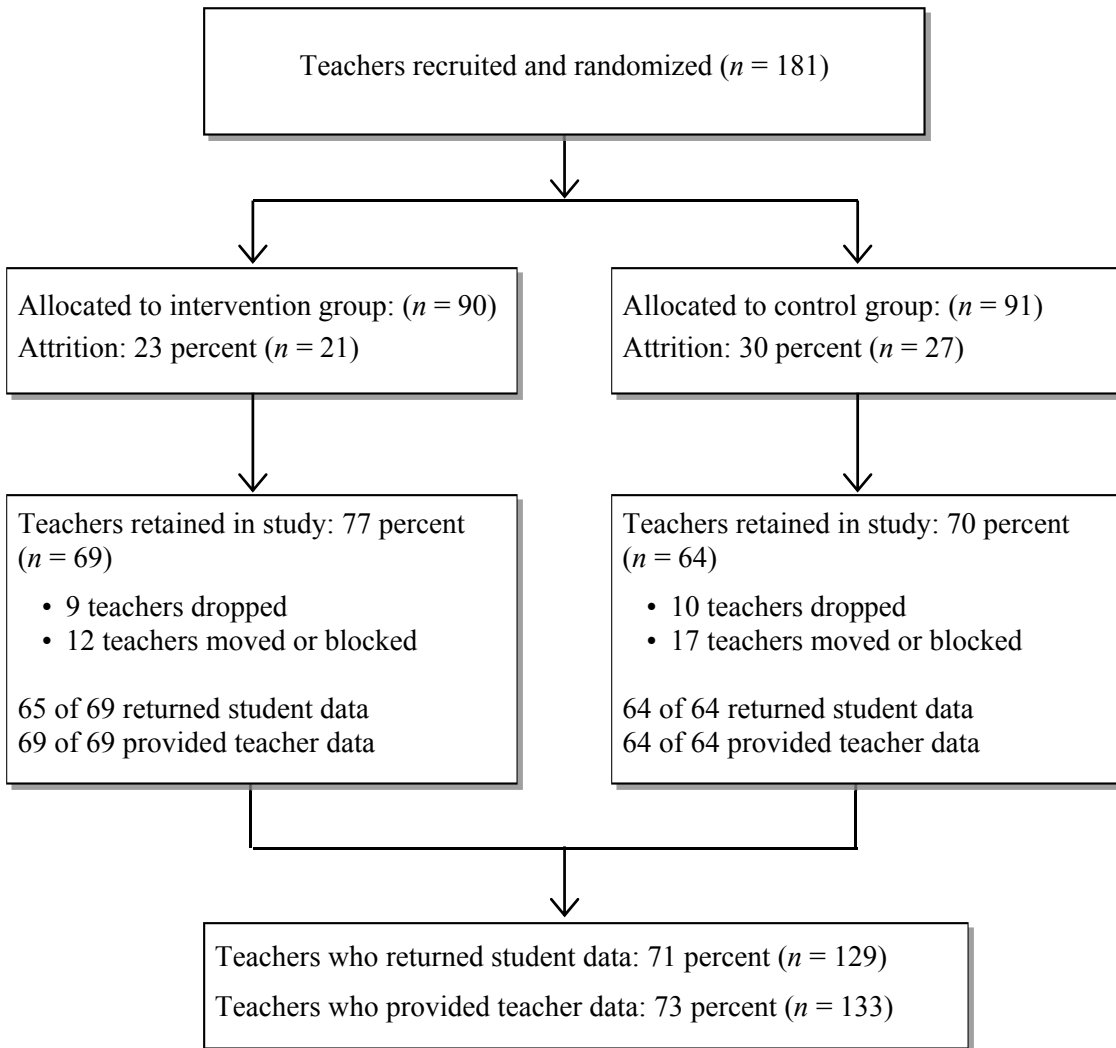 Teachers recruited and randomized (n = 181)
Allocated to intervention group: (n = 90)
Attrition: 23 percent (n = 21)
Allocated to control group: (n = 91)
Attrition: 30 percent (n = 27)
Teachers retained in study: 77 percent
(n = 69)
• 9 teachers dropped
• 12 teachers moved or blocked
65 of 69 returned student data
69 of 69 provided teacher data
Teachers retained in study: 70 percent
(n = 64)
• 10 teachers dropped
• 17 teachers moved or blocked
64 of 64 returned student data
64 of 64 provided teacher data
Teachers who returned student data: 71 percent (n = 129)
Teachers who provided teacher data: 73 percent (n = 133)